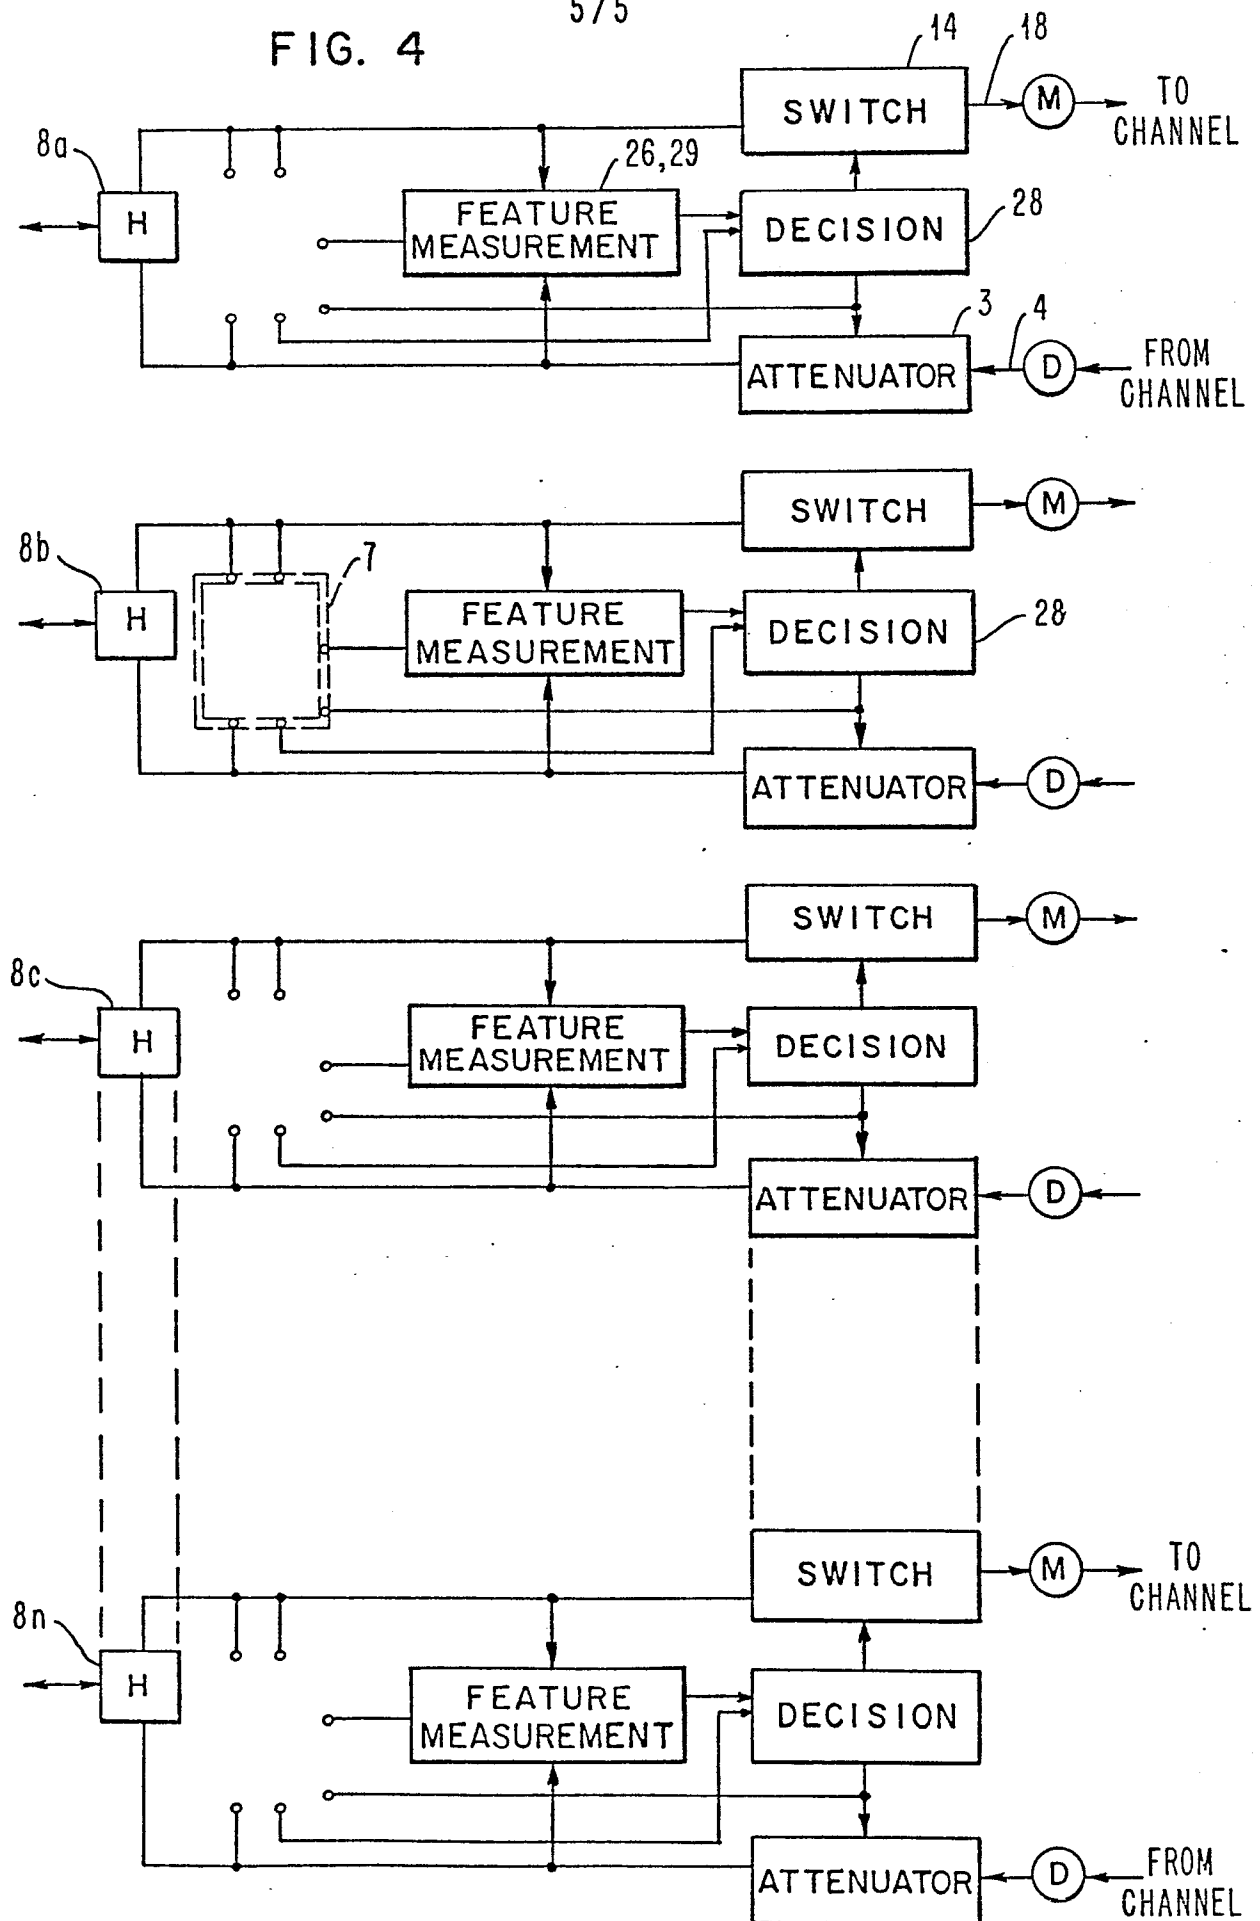 5/5
FIG. 4
14
18
SWITCH
M
TO
CHANNEL
8a
26,29
H
FEATURE
MEASUREMENT
DECISION
28
3
4
ATTENUATOR
D
FROM
CHANNEL
SWITCH
M
8b
7
H
FEATURE
MEASUREMENT
DECISION
28
ATTENUATOR
D
SWITCH
M
8c
H
FEATURE
MEASUREMENT
DECISION
ATTENUATOR
D
SWITCH
M
TO
CHANNEL
8n
H
FEATURE
MEASUREMENT
DECISION
ATTENUATOR
D
FROM
CHANNEL